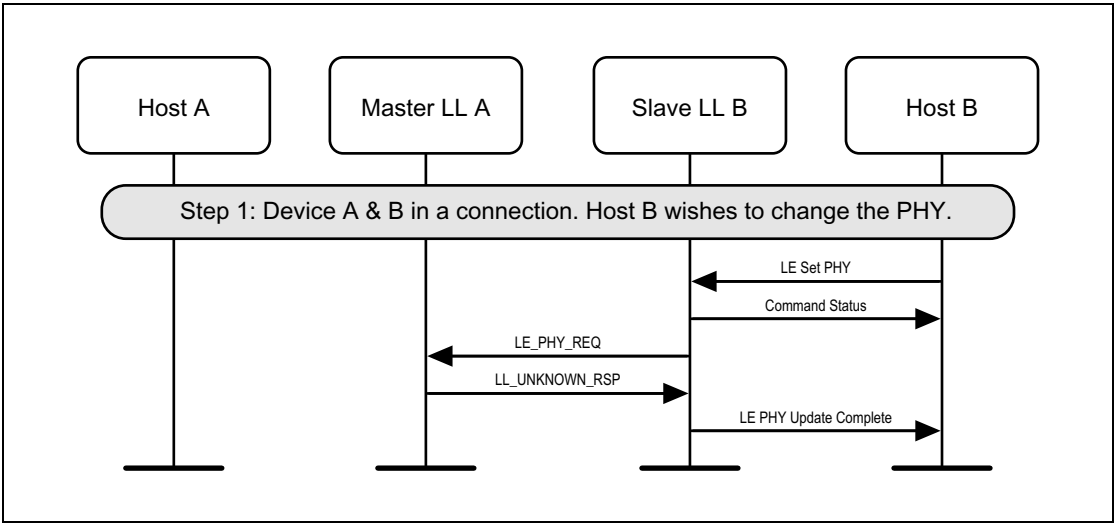 Host A
Master LL A
Slave LL B
Host B
Step 1: Device A & B in a connection. Host B wishes to change the PHY.
LE Set PHY
Command Status
LE_PHY_REQ
LL_UNKNOWN_RSP
LE PHY Update Complete